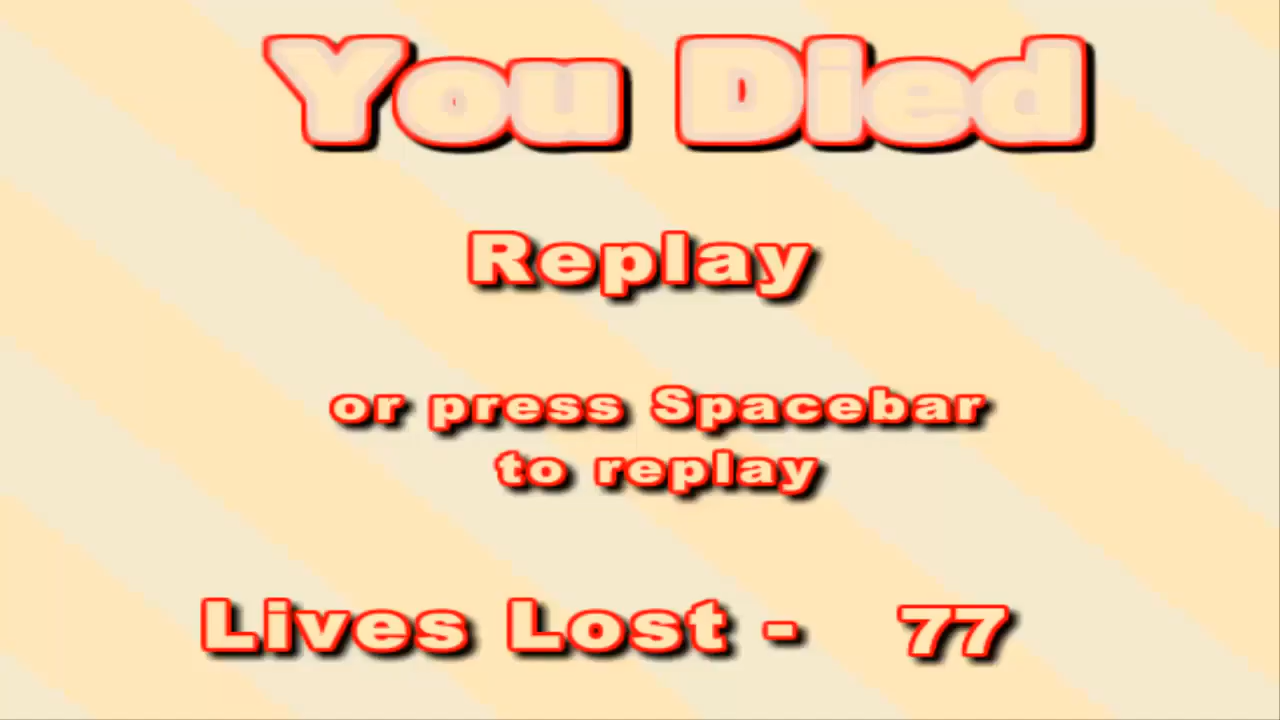 You Died
Replay
or press Spacebar
to replay
Lives Lost - 77